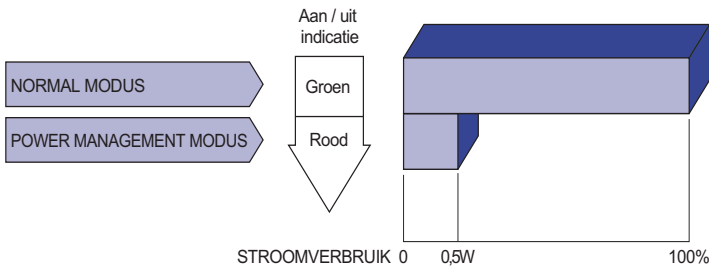 Aan / uit
indicatie
NORMAL MODUS
Groen
POWER MANAGEMENT MODUS
Rood
STROOMVERBRUIK 0 0,5W 100%